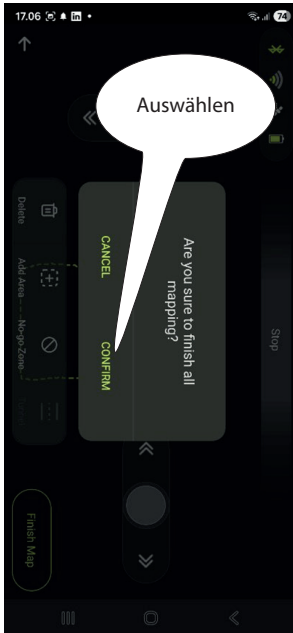 17.06
74
Auswählen
Stop
Are you sure to finish all
mapping?
CANCEL
CONFIRM
Delete
Add Area
No-go-Zone
Finish Map